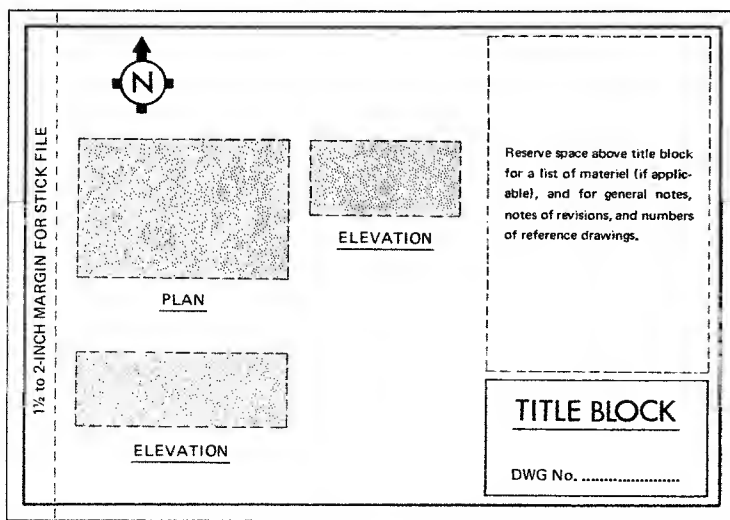 1½ to 2-INCH MARGIN FOR STICK FILE
N
PLAN
ELEVATION
ELEVATION
Reserve space above title block
for a list of materiel (if applic-
able), and for general notes,
notes of revisions, and numbers
of reference drawings.
TITLE BLOCK
DWG No. ........................